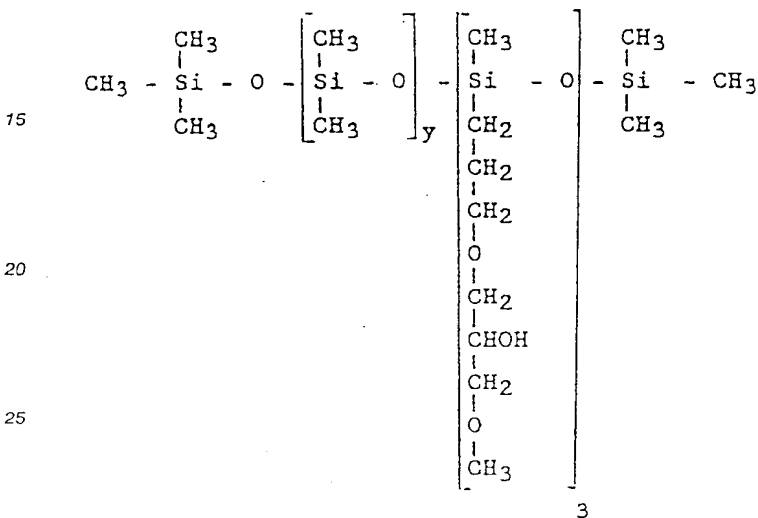 CH3 CH3 CH3 CH3
CH3 - Si - O - [ Si - O ] - [ Si - O ] - Si - CH3
15 CH3 CH3 y CH2 CH3
CH2
CH2
20 O
CH2
CHOH
CH2
25 O
CH3
3